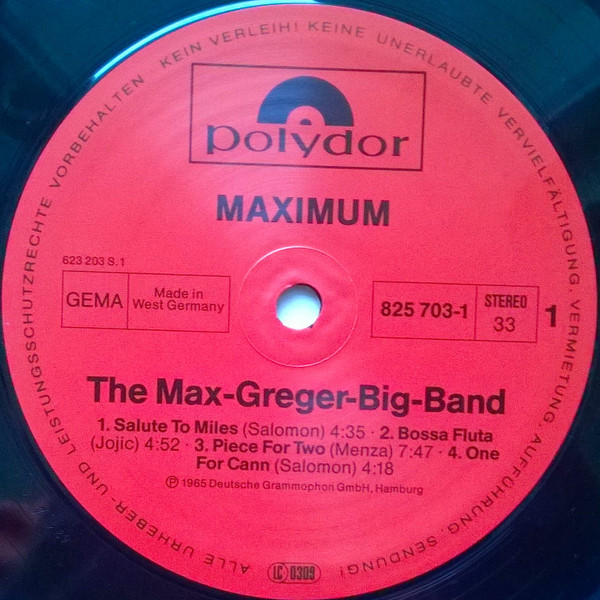 ALLE URHEBER- UND LEISTUNGSSCHUTZRECHTE VORBEHALTEN KEIN VERLEIH! KEINE UNERLAUBTE VERVIELFÄLTIGUNG, VERMIETUNG, AUFFÜHRUNG, SENDUNG!
polydor
MAXIMUM
623 203 S.1
GEMA
Made in
West Germany
825 703-1
STEREO
33
1
The Max-Greger-Big-Band
1. Salute To Miles (Salomon) 4:35 · 2. Bossa Fluta
(Jojic) 4:52 · 3. Piece For Two (Menza) 7:47 · 4. One
For Cann (Salomon) 4:18
Ⓟ 1965 Deutsche Grammophon GmbH, Hamburg
LC 0309